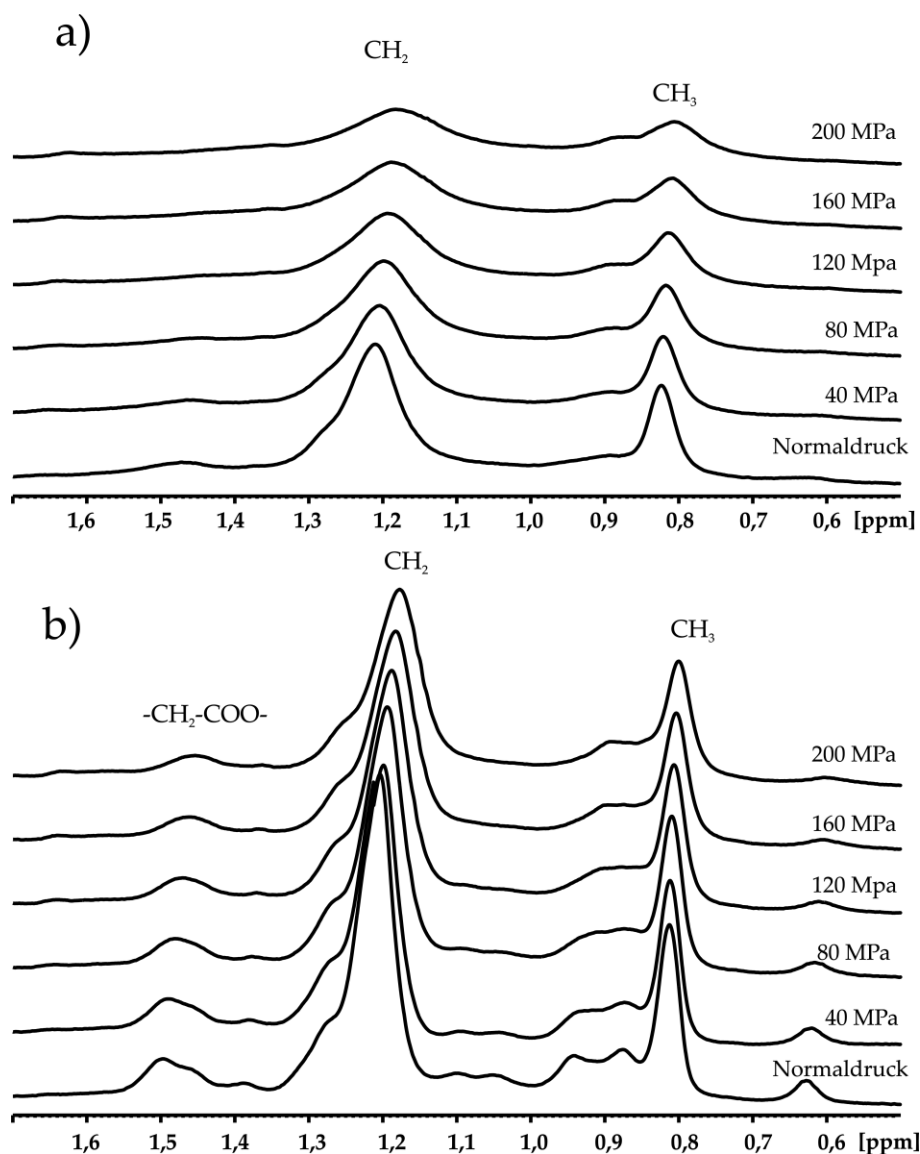 a)
CH₂
CH₃
200 MPa
160 MPa
120 Mpa
80 MPa
40 MPa
Normaldruck
1,6 1,5 1,4 1,3 1,2 1,1 1,0 0,9 0,8 0,7 0,6 [ppm]
b)
CH₂
CH₃
-CH₂-COO-
200 MPa
160 MPa
120 Mpa
80 MPa
40 MPa
Normaldruck
1,6 1,5 1,4 1,3 1,2 1,1 1,0 0,9 0,8 0,7 0,6 [ppm]